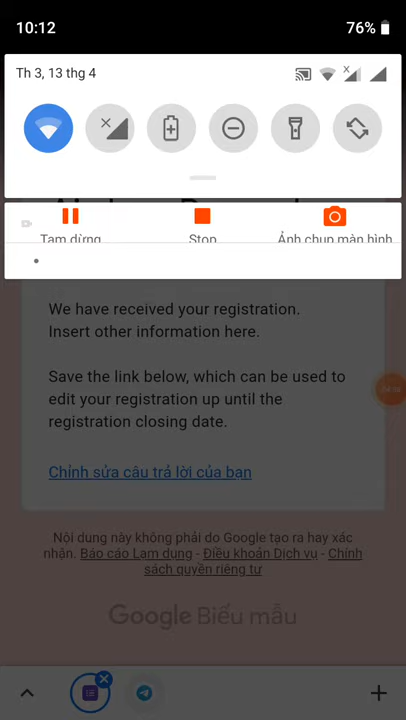 10:12
76%
Th 3, 13 thg 4
Tạm dừng
Stop
Ảnh chụp màn hình
We have received your registration.
Insert other information here.
Save the link below, which can be used to
edit your registration up until the
registration closing date.
Chỉnh sửa câu trả lời của bạn
Nội dung này không phải do Google tạo ra hay xác
nhận. Báo cáo Lạm dụng - Điều khoản Dịch vụ - Chính
sách quyền riêng tư
Google Biểu mẫu